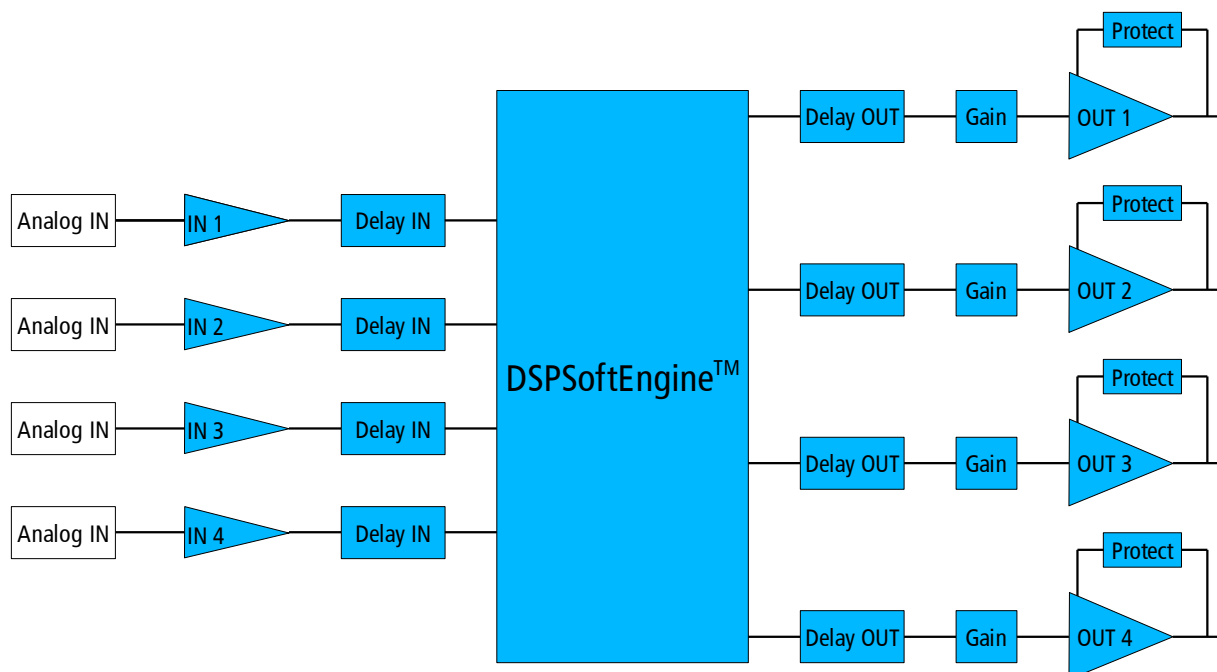 Protect
Delay OUT Gain OUT 1
Analog IN IN 1 Delay IN
Protect
Delay OUT Gain OUT 2
Analog IN IN 2 Delay IN
DSPSoftEngine™
Protect
Analog IN IN 3 Delay IN
Delay OUT Gain OUT 3
Analog IN IN 4 Delay IN
Protect
Delay OUT Gain OUT 4